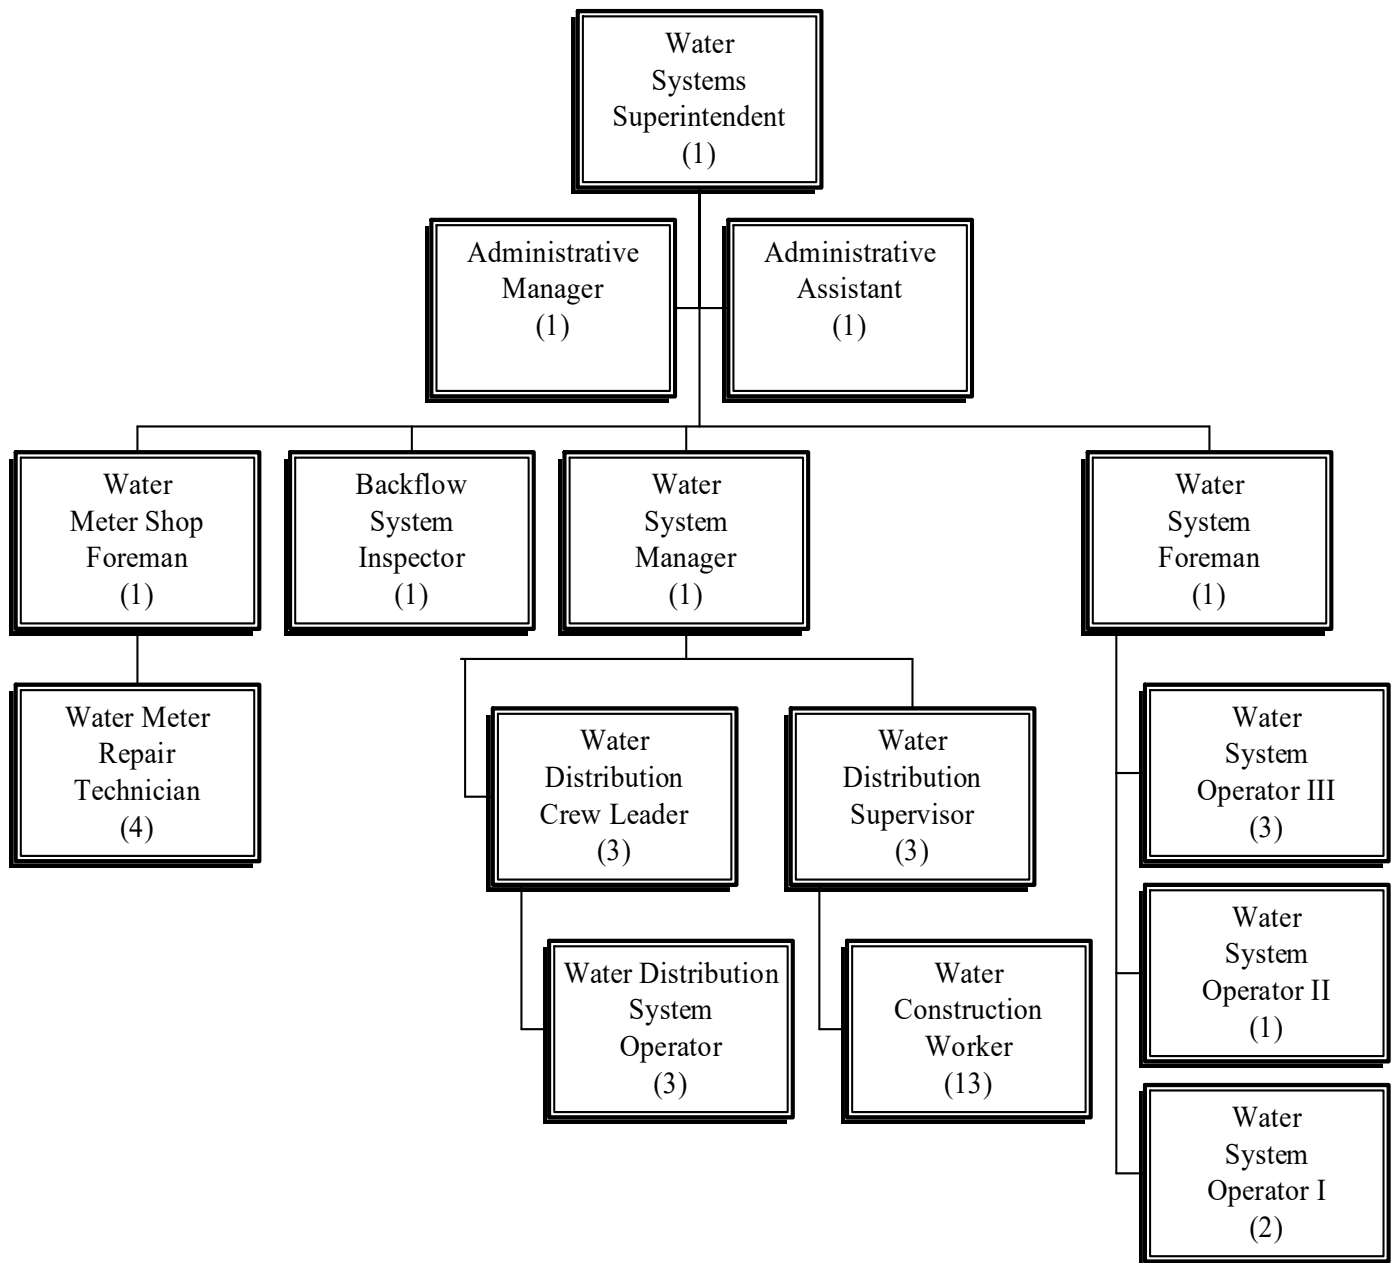 Water
Systems
Superintendent
(1)
Administrative
Manager
(1)
Administrative
Assistant
(1)
Water
Meter Shop
Foreman
(1)
Backflow
System
Inspector
(1)
Water
System
Manager
(1)
Water
System
Foreman
(1)
Water Meter
Repair
Technician
(4)
Water
Distribution
Crew Leader
(3)
Water
Distribution
Supervisor
(3)
Water
System
Operator III
(3)
Water Distribution
System
Operator
(3)
Water
Construction
Worker
(13)
Water
System
Operator II
(1)
Water
System
Operator I
(2)